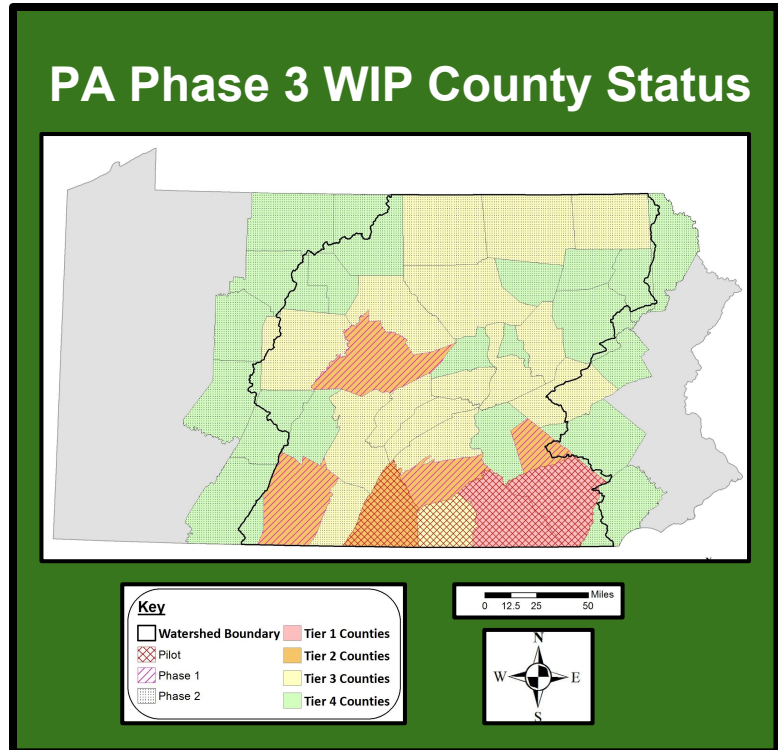 PA Phase 3 WIP County Status
Key
Watershed Boundary
Pilot
Phase 1
Phase 2
Tier 1 Counties
Tier 2 Counties
Tier 3 Counties
Tier 4 Counties
Miles
0 12.5 25 50
N
W E
S